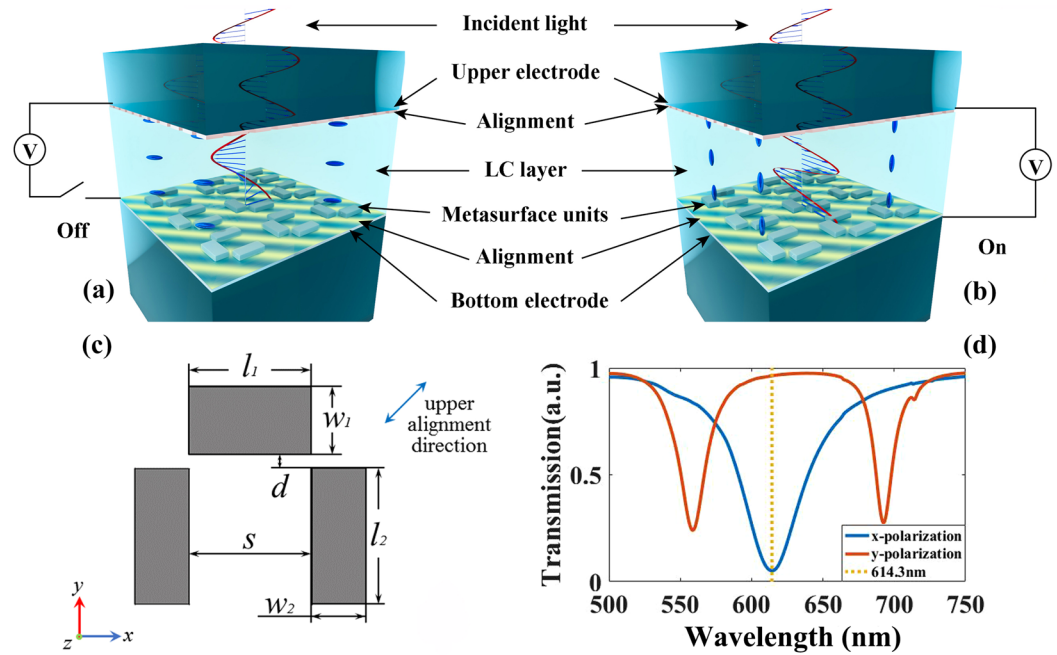 Incident light
Upper electrode
Alignment
LC layer
Metasurface units
Alignment
Bottom electrode
V
Off
(a)
V
On
(b)
(c)
l1
w1
upper
alignment
direction
d
s
l2
w2
y
z
x
(d)
Transmission(a.u.)
1
0.5
0
x-polarization
y-polarization
614.3nm
500
550
600
650
700
750
Wavelength (nm)